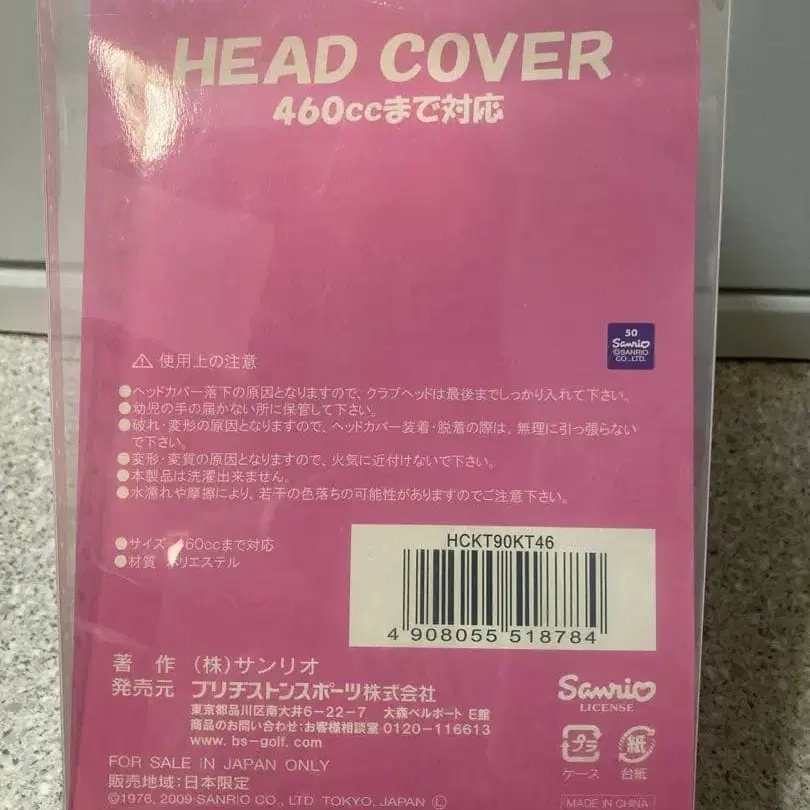 HEAD COVER
460ccまで対応
50
Sanrio
©SANRIO
CO.,LTD.
⚠ 使用上の注意
●ヘッドカバー落下の原因となりますので、クラブヘッドは最後までしっかり入れて下さい。
●幼児の手の届かない所に保管して下さい。
●破れ・変形の原因となりますので、ヘッドカバー装着・脱着の際は、無理に引っ張らない
で下さい。
●変形・変質の原因となりますので、火気に近付けないで下さい。
●本製品は洗濯出来ません。
●水濡れや摩擦により、若干の色落ちの可能性がありますのでご注意下さい。
●サイズ 460ccまで対応
●材質 ポリエステル
HCKT90KT46
4 908055 518784
著 作 (株)サンリオ
発売元 ブリヂストンスポーツ株式会社
東京都品川区南大井6-22-7 大森ベルポート E館
商品のお問い合わせ:お客様相談室 0120-116613
www.bs-golf.com
Sanrio
LICENSE
プラ
ケース
紙
台紙
FOR SALE IN JAPAN ONLY
販売地域:日本限定
©1976, 2009 SANRIO CO., LTD TOKYO, JAPAN Ⓛ
MADE IN CHINA